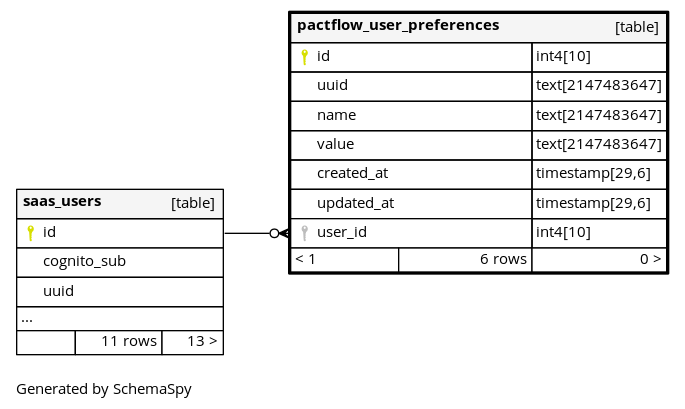 pactflow_user_preferences [table]
id int4[10]
uuid text[2147483647]
name text[2147483647]
value text[2147483647]
created_at timestamp[29,6]
updated_at timestamp[29,6]
user_id int4[10]
< 1 6 rows 0 >
saas_users [table]
id
cognito_sub
uuid
...
11 rows 13 >
Generated by SchemaSpy